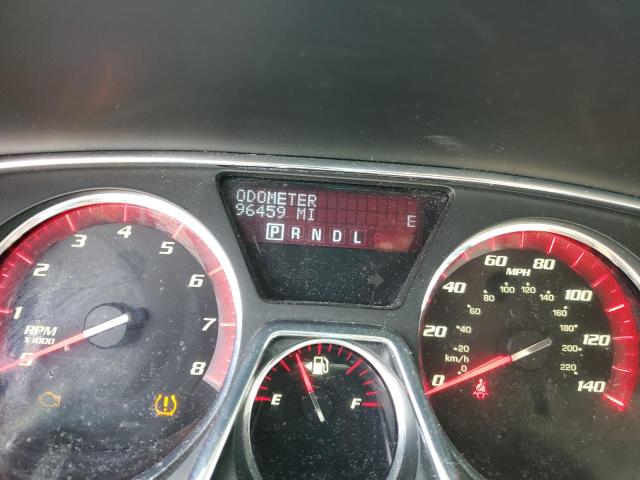 ODOMETER
96459 MI
E
P R N D L
0 1 2 3 4 5 6 7 8
RPM
X1000
E F
0 20 40 60 80 100 120 140
MPH
0 20 40 60 80 100 120 140 160 180 200 220
km/h